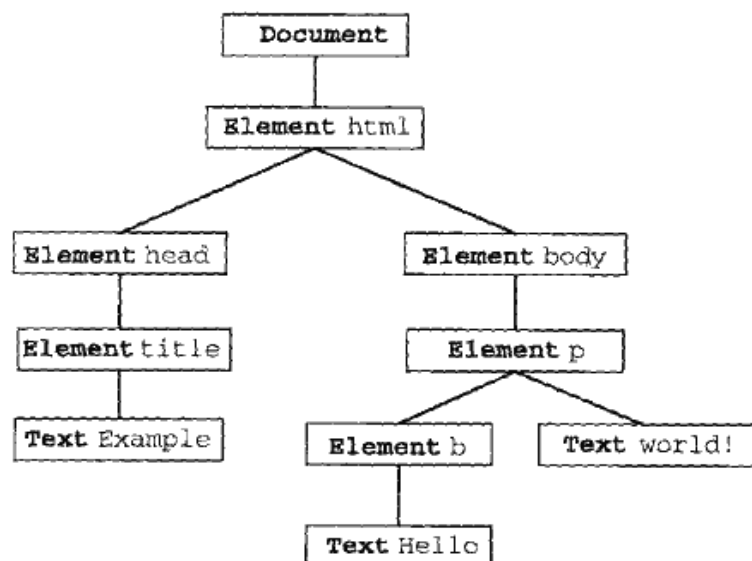 Document
Element html
Element head
Element body
Element title
Element p
Text Example
Element b
Text world!
Text Hello